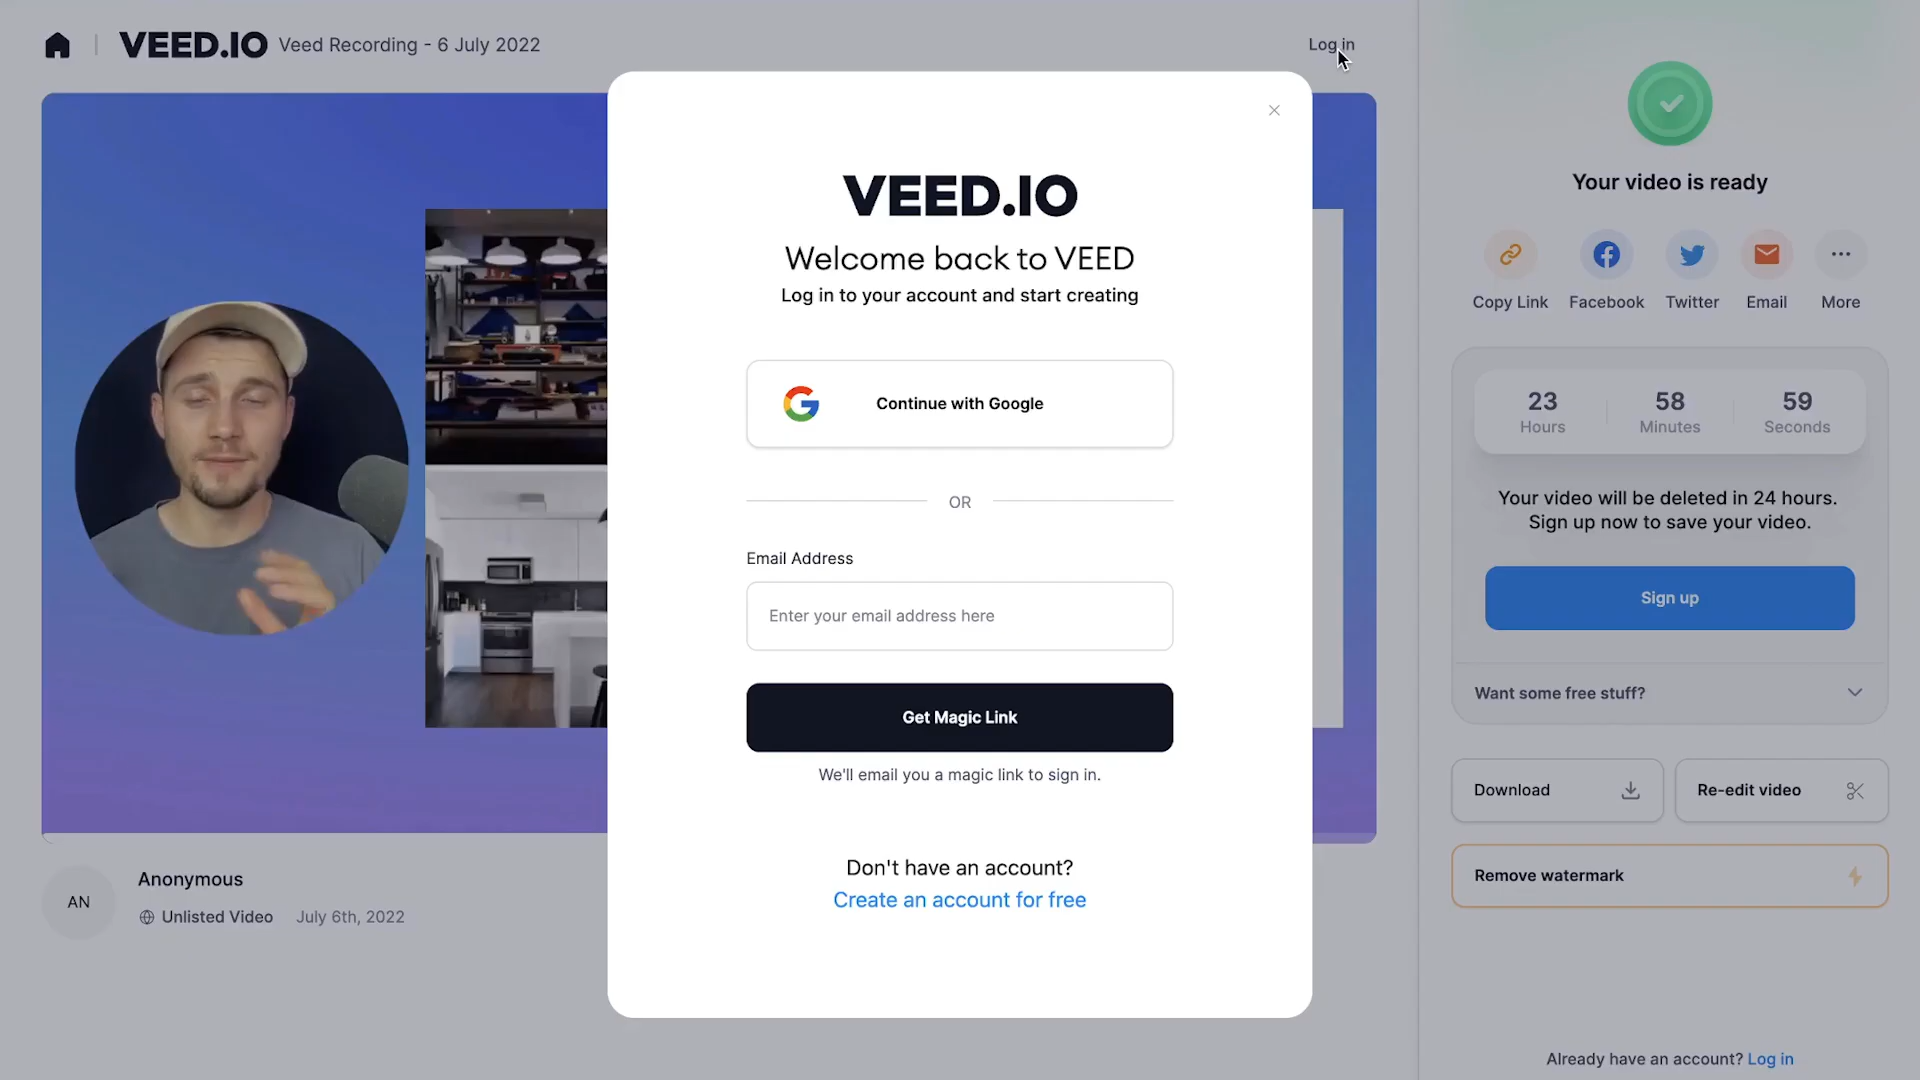 VEED.IO Veed Recording - 6 July 2022
Log in
VEED.IO
Welcome back to VEED
Log in to your account and start creating
Continue with Google
OR
Email Address
Enter your email address here
Get Magic Link
We'll email you a magic link to sign in.
Don't have an account?
Create an account for free
AN
Anonymous
Unlisted Video July 6th, 2022
Your video is ready
Copy Link Facebook Twitter Email More
23 58 59
Hours Minutes Seconds
Your video will be deleted in 24 hours.
Sign up now to save your video.
Sign up
Want some free stuff?
Download Re-edit video
Remove watermark
Already have an account? Log in